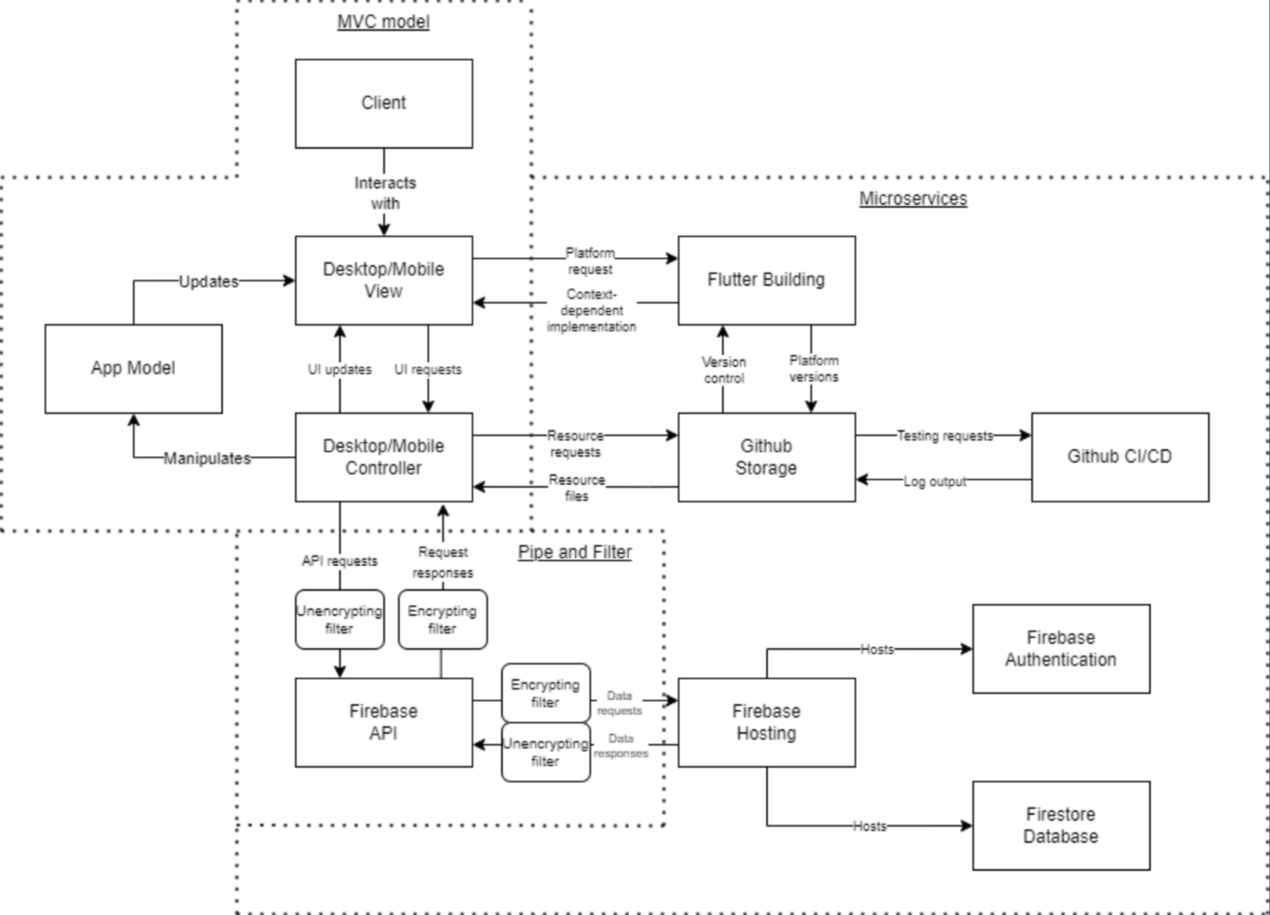 MVC model
Client
Interacts
with
Microservices
Desktop/Mobile
View
Platform
request
Context-
dependent
implementation
Flutter Building
Updates
App Model
UI updates
UI requests
Version
control
Platform
versions
Manipulates
Desktop/Mobile
Controller
Resource
requests
Resource
files
Github
Storage
Testing requests
Log output
Github CI/CD
Pipe and Filter
API requests
Request
responses
Unencrypting
filter
Encrypting
filter
Firebase
API
Encrypting
filter
Data
requests
Unencrypting
filter
Data
responses
Firebase
Hosting
Hosts
Firebase
Authentication
Hosts
Firestore
Database